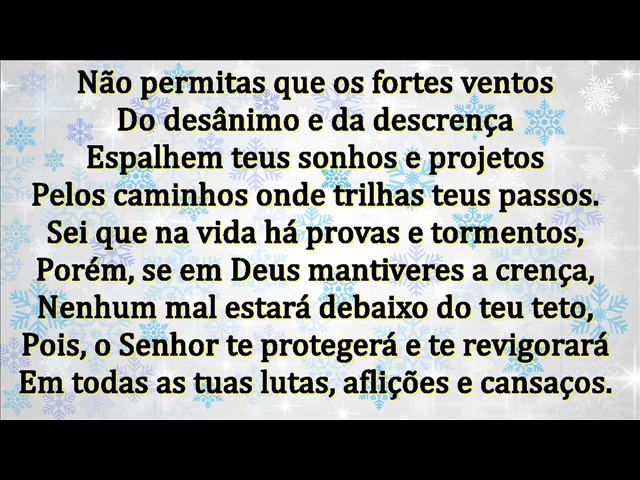 Não permitas que os fortes ventos
Do desânimo e da descrença
Espalhem teus sonhos e projetos
Pelos caminhos onde trilhas teus passos.
Sei que na vida há provas e tormentos,
Porém, se em Deus mantiveres a crença,
Nenhum mal estará debaixo do teu teto,
Pois, o Senhor te protegerá e te revigorará
Em todas as tuas lutas, aflições e cansaços.